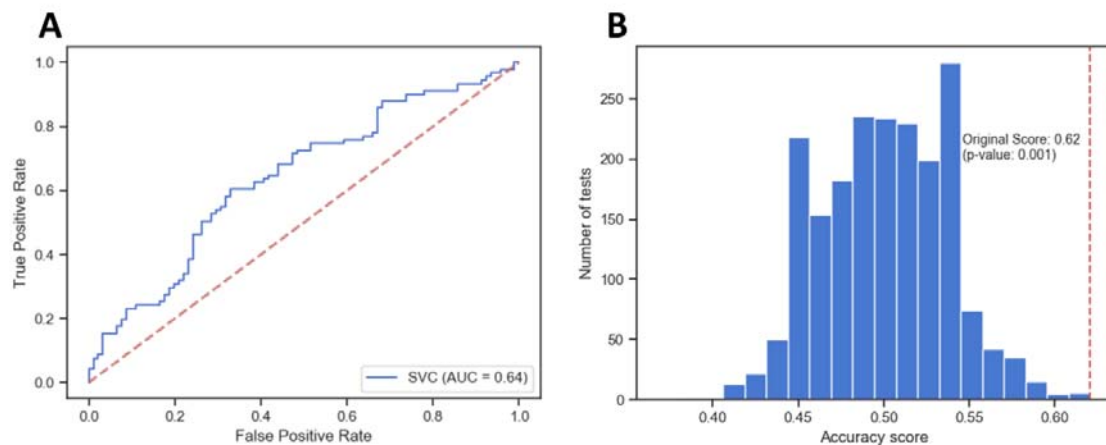 A
1.0
0.8
0.6
0.4
0.2
0.0
True Positive Rate
0.0 0.2 0.4 0.6 0.8 1.0
False Positive Rate
SVC (AUC = 0.64)
B
250
200
150
100
50
0
Number of tests
Original Score: 0.62
(p-value: 0.001)
0.40 0.45 0.50 0.55 0.60
Accuracy score